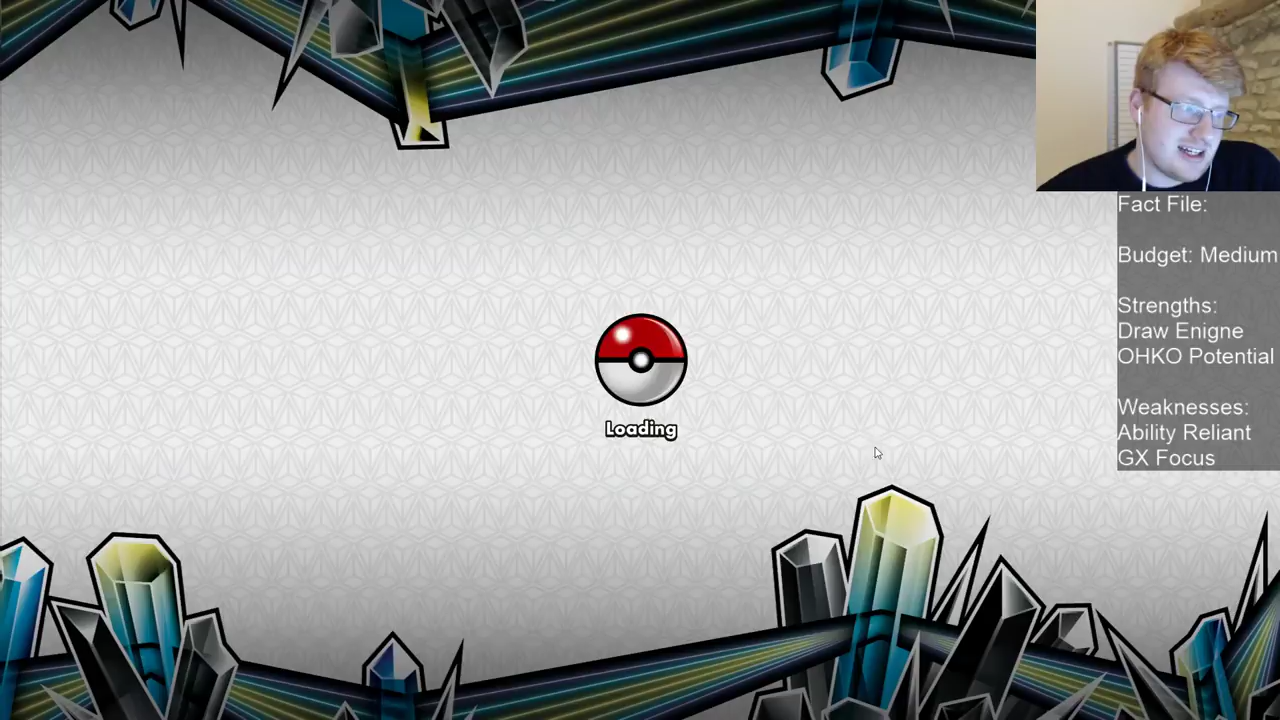 Fact File:
Budget: Medium
Strengths:
Draw Enigne
OHKO Potential
Weaknesses:
Ability Reliant
GX Focus
Loading